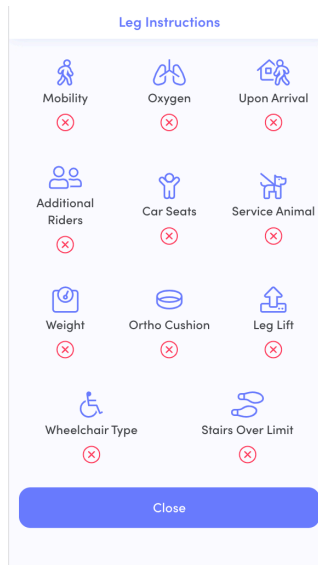 Leg Instructions
Mobility
Oxygen
Upon Arrival
Additional
Riders
Car Seats
Service Animal
Weight
Ortho Cushion
Leg Lift
Wheelchair Type
Stairs Over Limit
Close